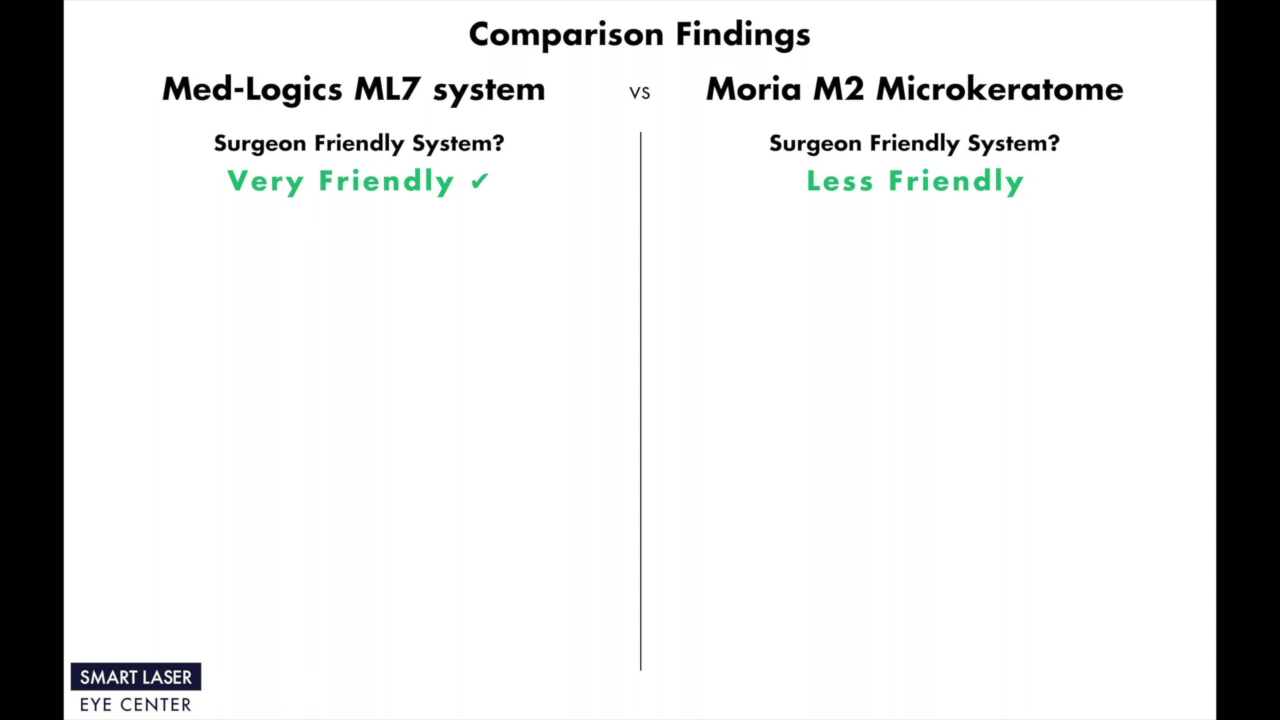 Comparison Findings
Med-Logics ML7 system vs Moria M2 Microkeratome
Surgeon Friendly System? Surgeon Friendly System?
Very Friendly ✔ Less Friendly
SMART LASER
EYE CENTER